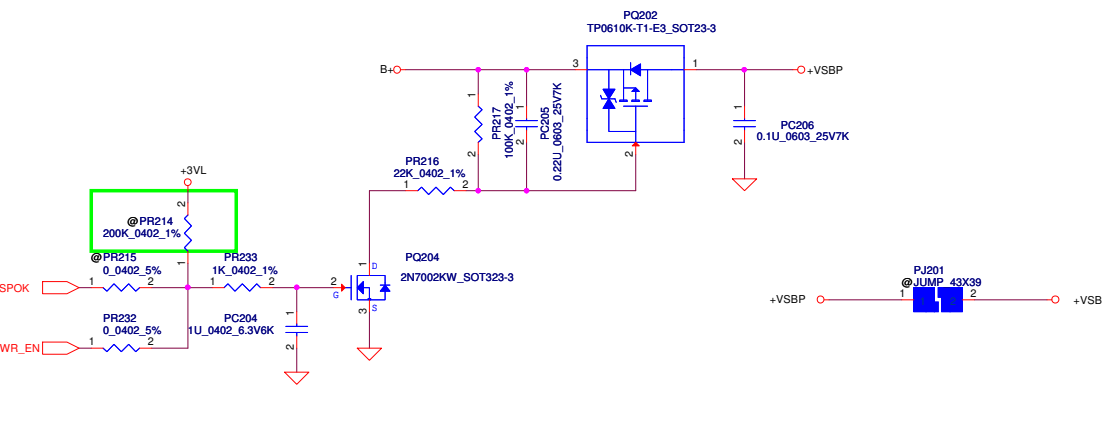 PQ202
TP0610K-T1-E3_SOT23-3
B+
3
1
+VSBP
1
PR217
100K_0402_1%
2
1
PC205
0.22U_0603_25V7K
2
2
1
PC206
0.1U_0603_25V7K
2
PR216
22K_0402_1%
1
2
+3VL
2
@PR214
200K_0402_1%
1
@PR215
0_0402_5%
SPOK
1
2
PR233
1K_0402_1%
1
2
PQ204
2N7002KW_SOT323-3
1
D
2
G
3
S
PR232
0_0402_5%
WR_EN
1
2
PC204
1U_0402_6.3V6K
1
2
PJ201
@JUMP_43X39
+VSBP
1
2
+VSB